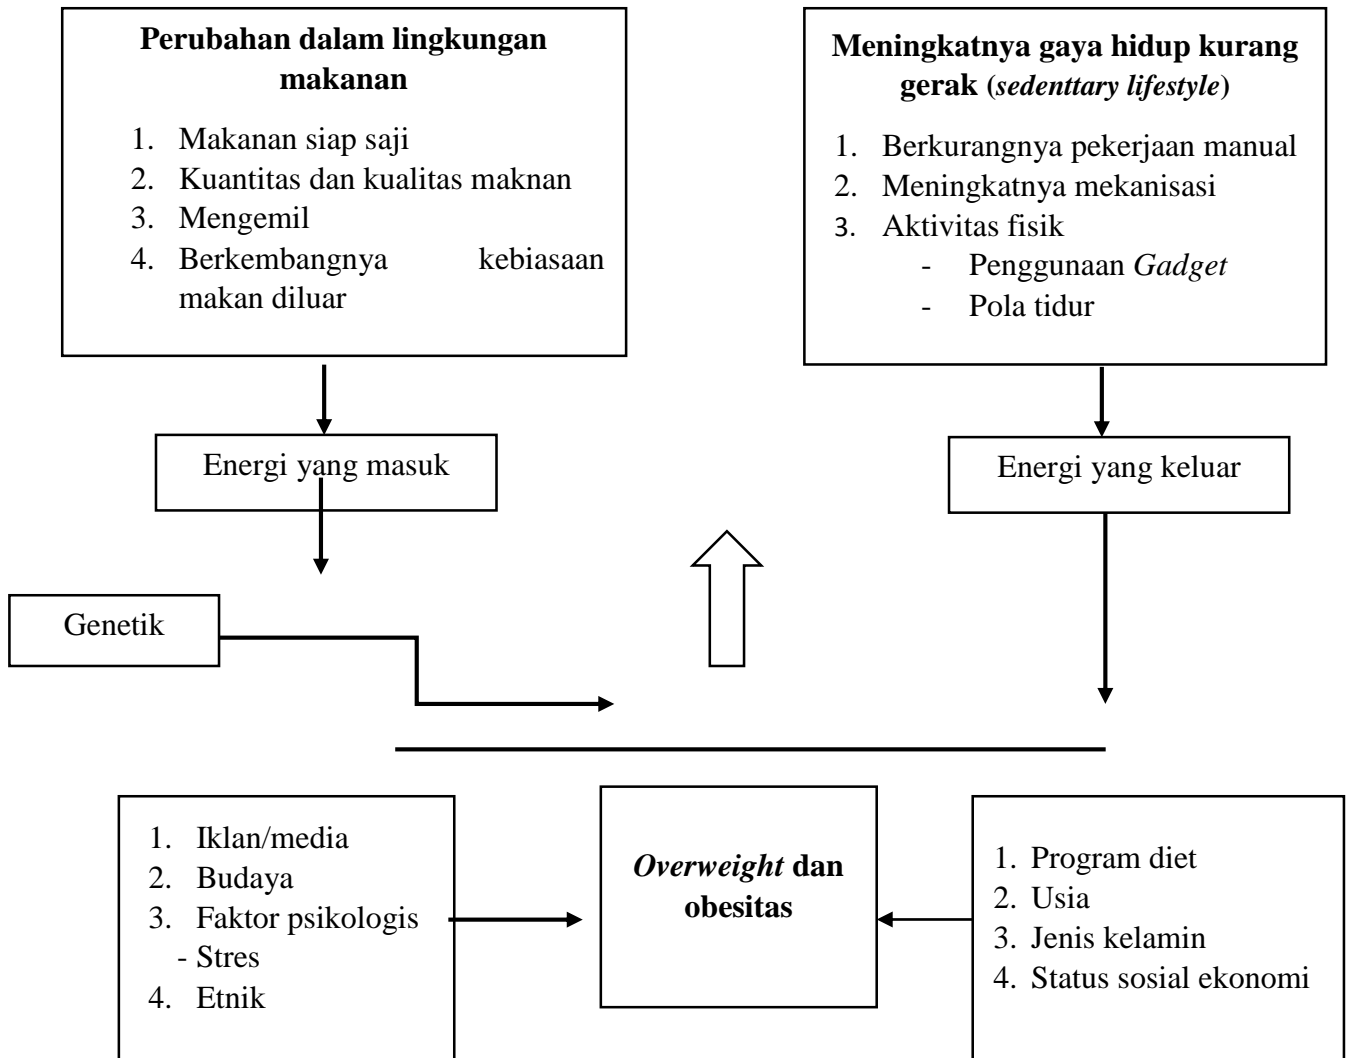 Perubahan dalam lingkungan
makanan
1. Makanan siap saji
2. Kuantitas dan kualitas maknan
3. Mengemil
4. Berkembangnya kebiasaan
makan diluar
Meningkatnya gaya hidup kurang
gerak (sedenttary lifestyle)
1. Berkurangnya pekerjaan manual
2. Meningkatnya mekanisasi
3. Aktivitas fisik
- Penggunaan Gadget
- Pola tidur
Energi yang masuk
Energi yang keluar
Genetik
1. Iklan/media
2. Budaya
3. Faktor psikologis
- Stres
4. Etnik
Overweight dan
obesitas
1. Program diet
2. Usia
3. Jenis kelamin
4. Status sosial ekonomi